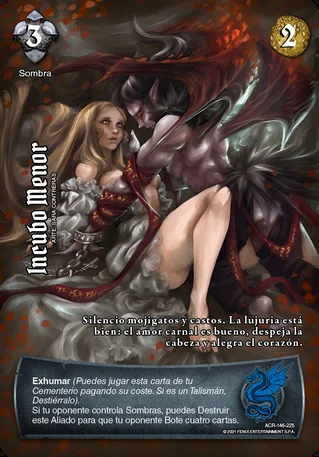 3
2
Sombra
Incubo Menor
ARTE: SARA CONTRERAS
Silencio mojigatos y castos. La lujuria está
bien: el amor carnal es bueno, despeja la
cabeza y alegra el corazón.
Exhumar (Puedes jugar esta carta de tu
Cementerio pagando su coste. Si es un Talismán,
Destiérralo).
Si tu oponente controla Sombras, puedes Destruir
este Aliado para que tu oponente Bote cuatro cartas.
ACR-146-225
© 2021 FENIX ENTERTAINMENT S.P.A.